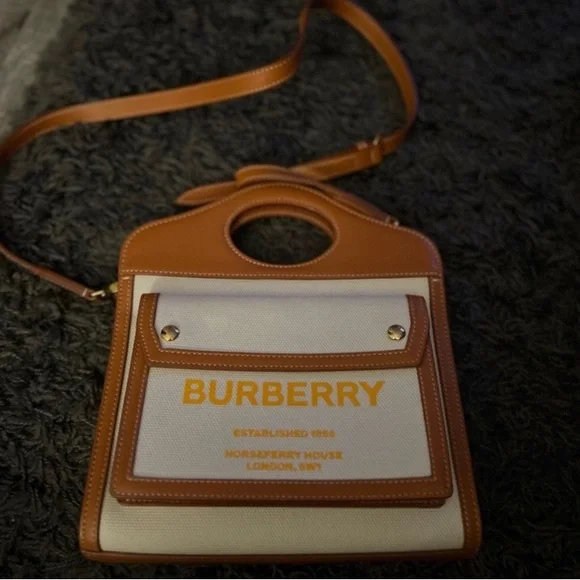 BURBERRY
ESTABLISHED 1856
HORSEFERRY HOUSE
LONDON, SW1